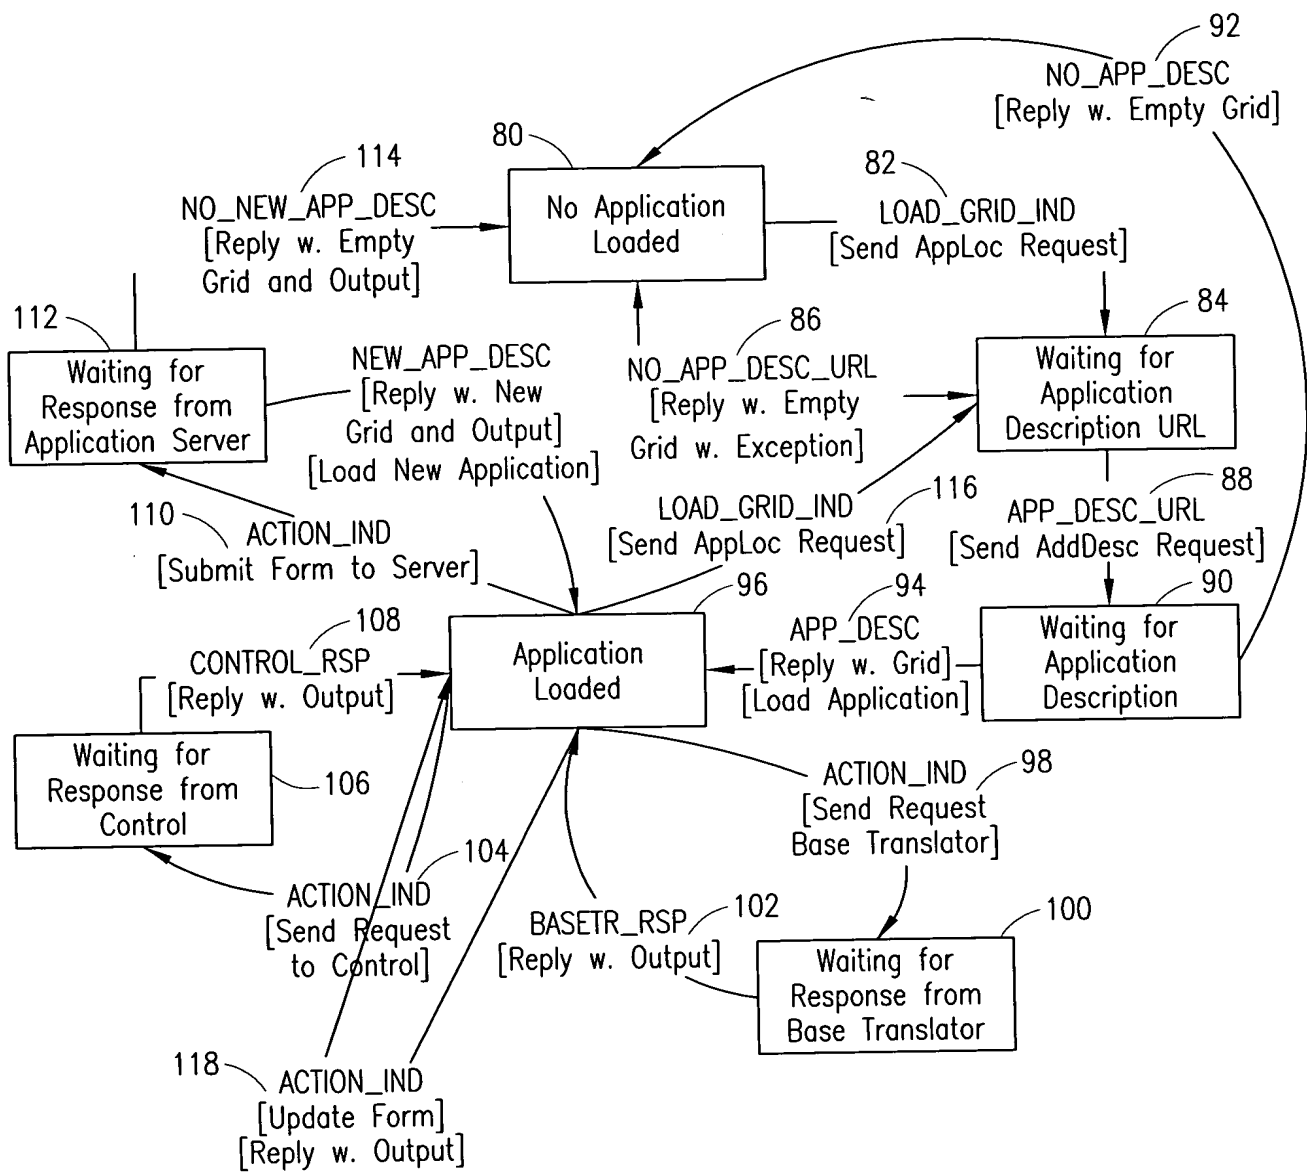 92
NO_APP_DESC
[Reply w. Empty Grid]
80
No Application
Loaded
114
NO_NEW_APP_DESC
[Reply w. Empty
Grid and Output]
82
LOAD_GRID_IND
[Send AppLoc Request]
112
Waiting for
Response from
Application Server
NEW_APP_DESC
[Reply w. New
Grid and Output]
[Load New Application]
86
NO_APP_DESC_URL
[Reply w. Empty
Grid w. Exception]
84
Waiting for
Application
Description URL
110
ACTION_IND
[Submit Form to Server]
LOAD_GRID_IND
116
[Send AppLoc Request]
88
APP_DESC_URL
[Send AddDesc Request]
96
Application
Loaded
94
APP_DESC
[Reply w. Grid]
[Load Application]
90
Waiting for
Application
Description
108
CONTROL_RSP
[Reply w. Output]
Waiting for
Response from
Control
106
104
ACTION_IND
[Send Request
to Control]
ACTION_IND
98
[Send Request
Base Translator]
BASETR_RSP
102
[Reply w. Output]
100
Waiting for
Response from
Base Translator
118
ACTION_IND
[Update Form]
[Reply w. Output]